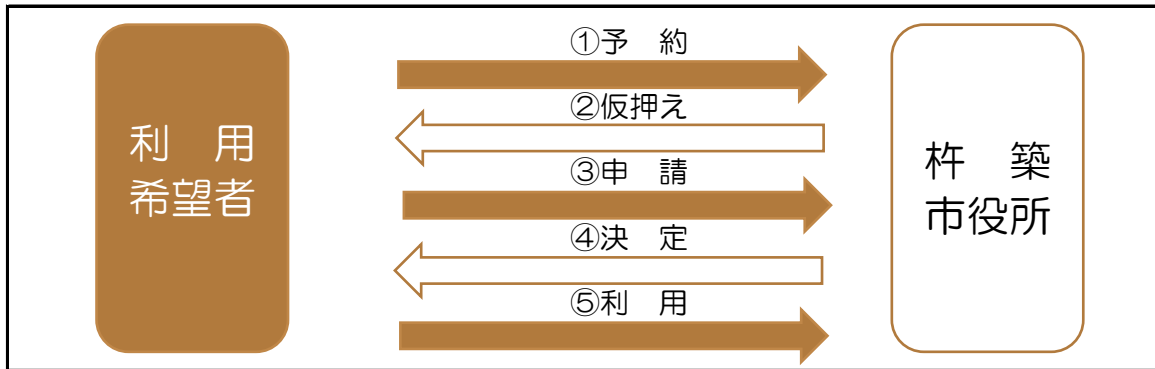 利　用
希望者
①予　約
②仮押え
③申　請
④決　定
⑤利　用
杵　築
市役所